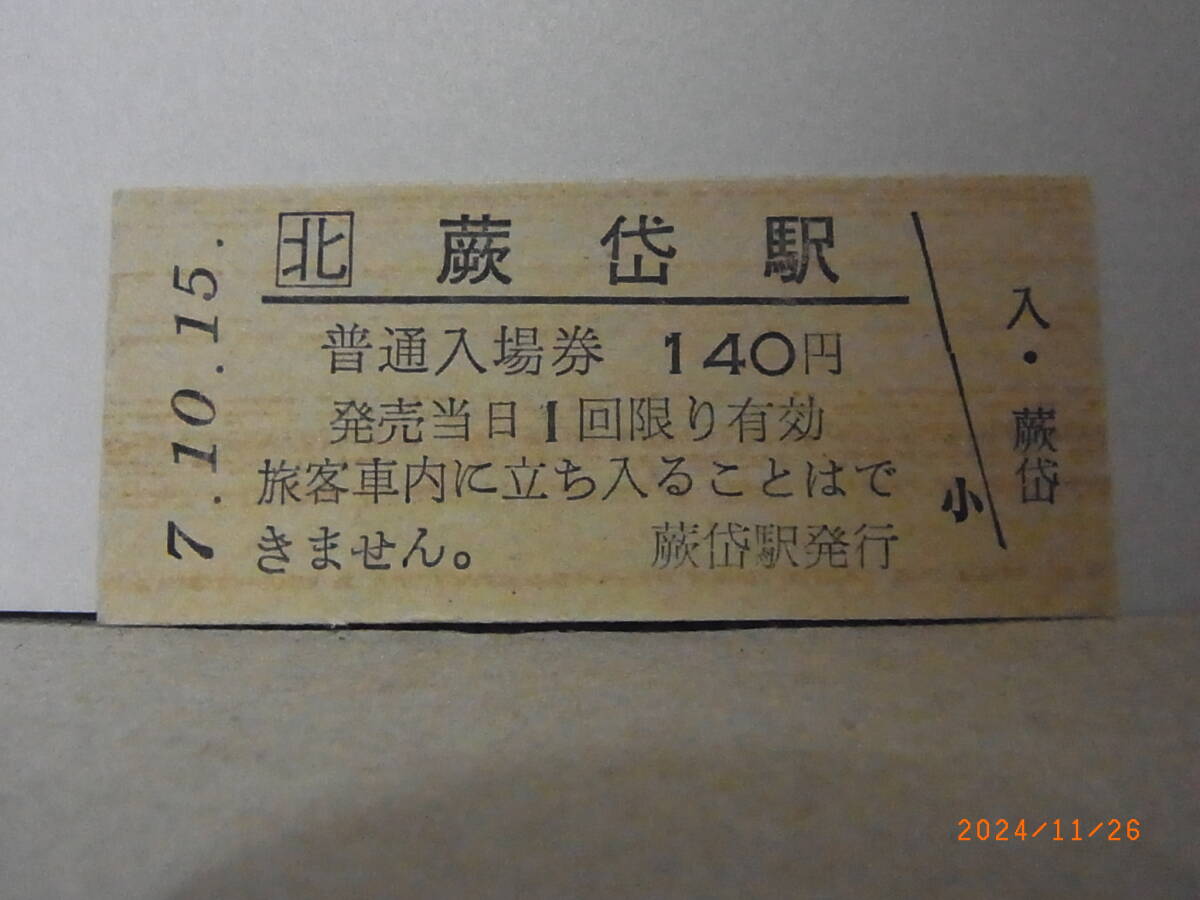 7.10.15.
北 蕨岱駅
普通入場券 140円
発売当日1回限り有効
旅客車内に立ち入ることはで
きません。 蕨岱駅発行
小
入・蕨岱
2024/11/26